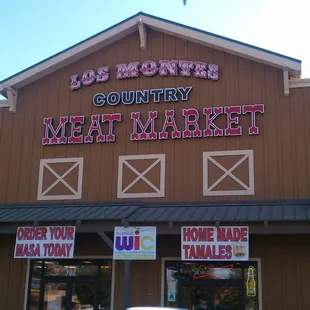 LOS MONTES
COUNTRY
MEAT MARKET
ORDER YOUR
MASA TODAY
WIC
HOME MADE
TAMALES